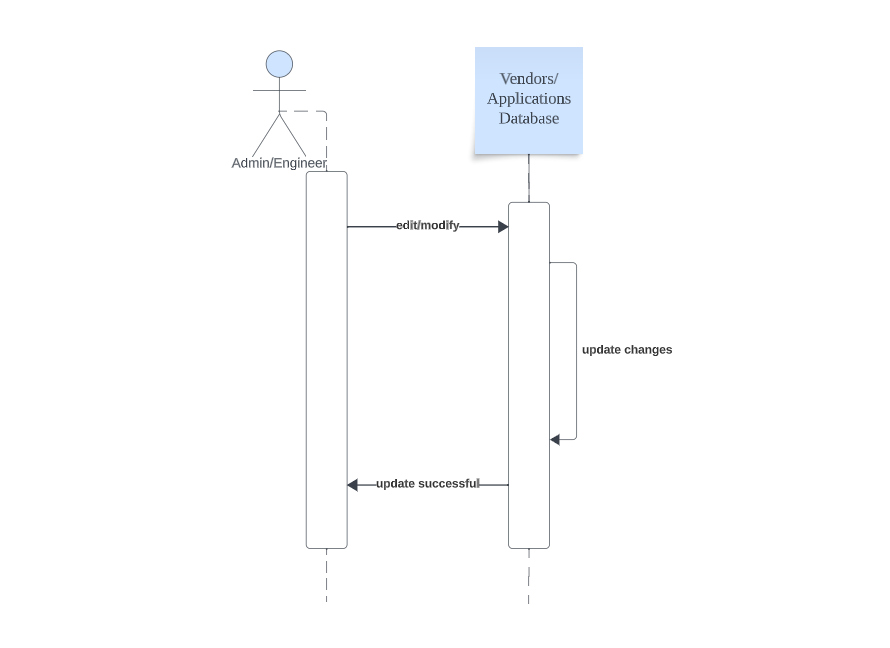 Vendors/
Applications
Database
Admin/Engineer
edit/modify
update changes
update successful